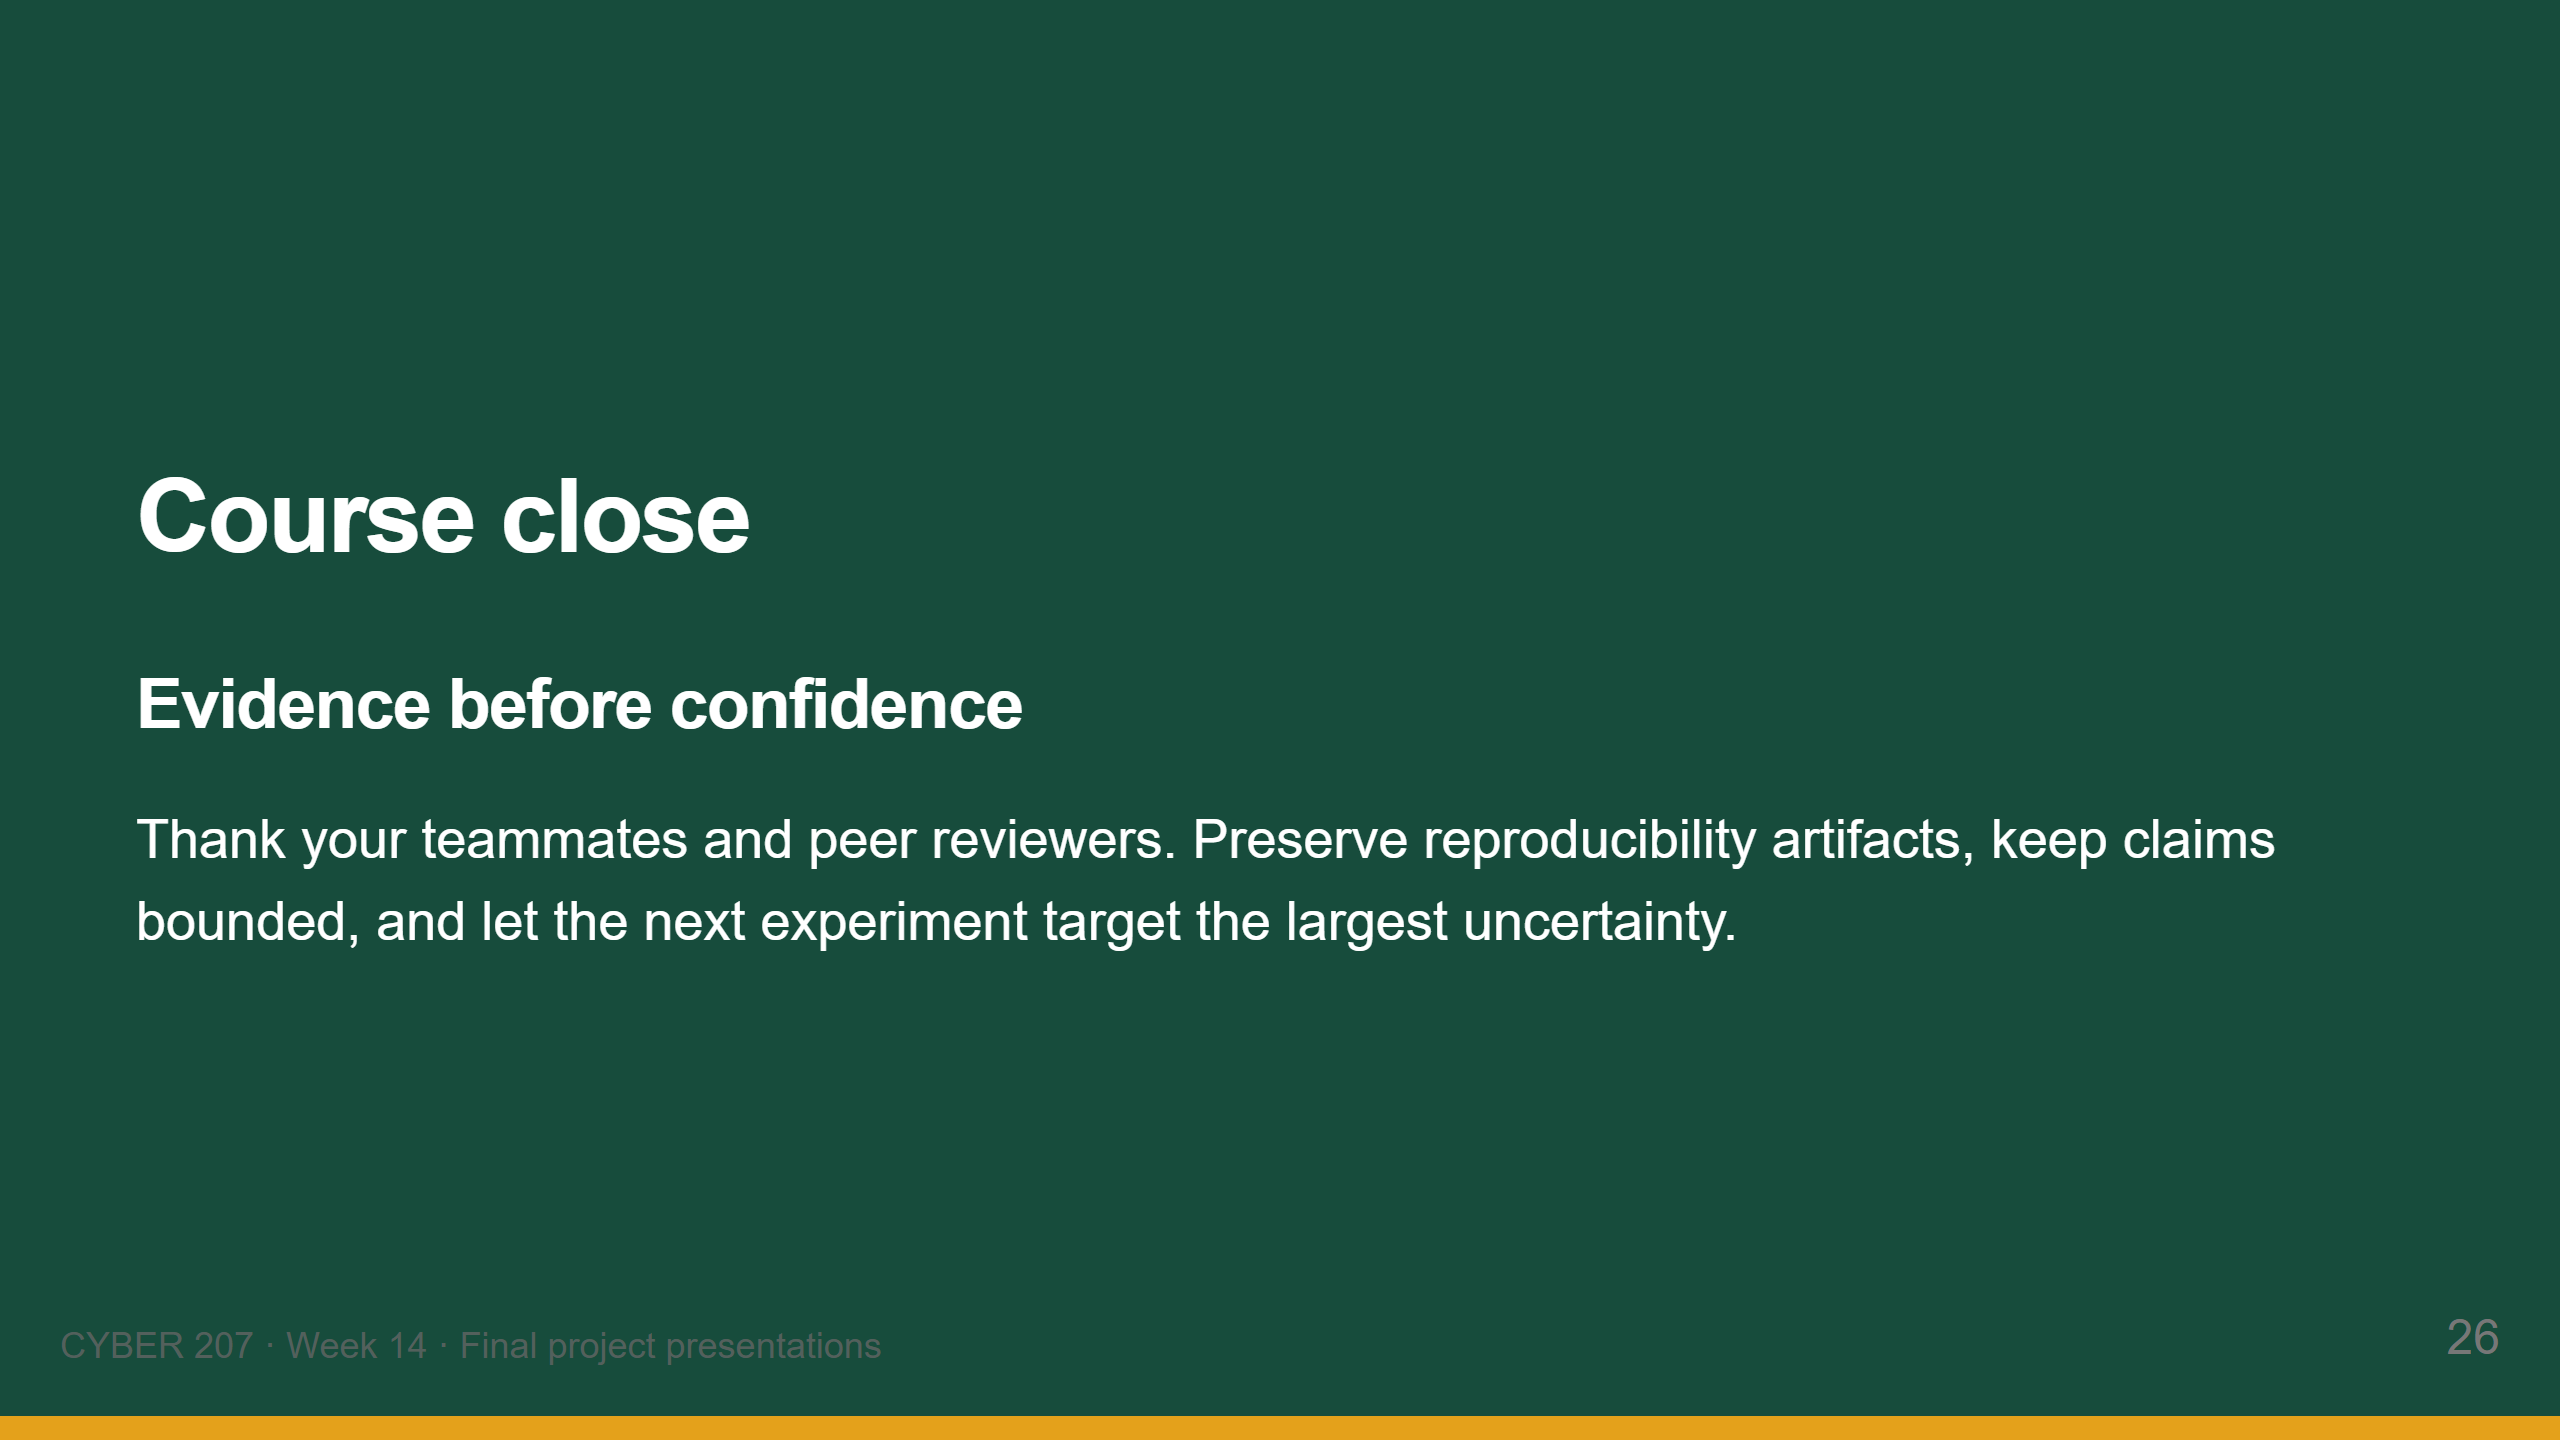 Course close
Evidence before confidence
Thank your teammates and peer reviewers. Preserve reproducibility artifacts, keep claims
bounded, and let the next experiment target the largest uncertainty.
CYBER 207 · Week 14 · Final project presentations
26